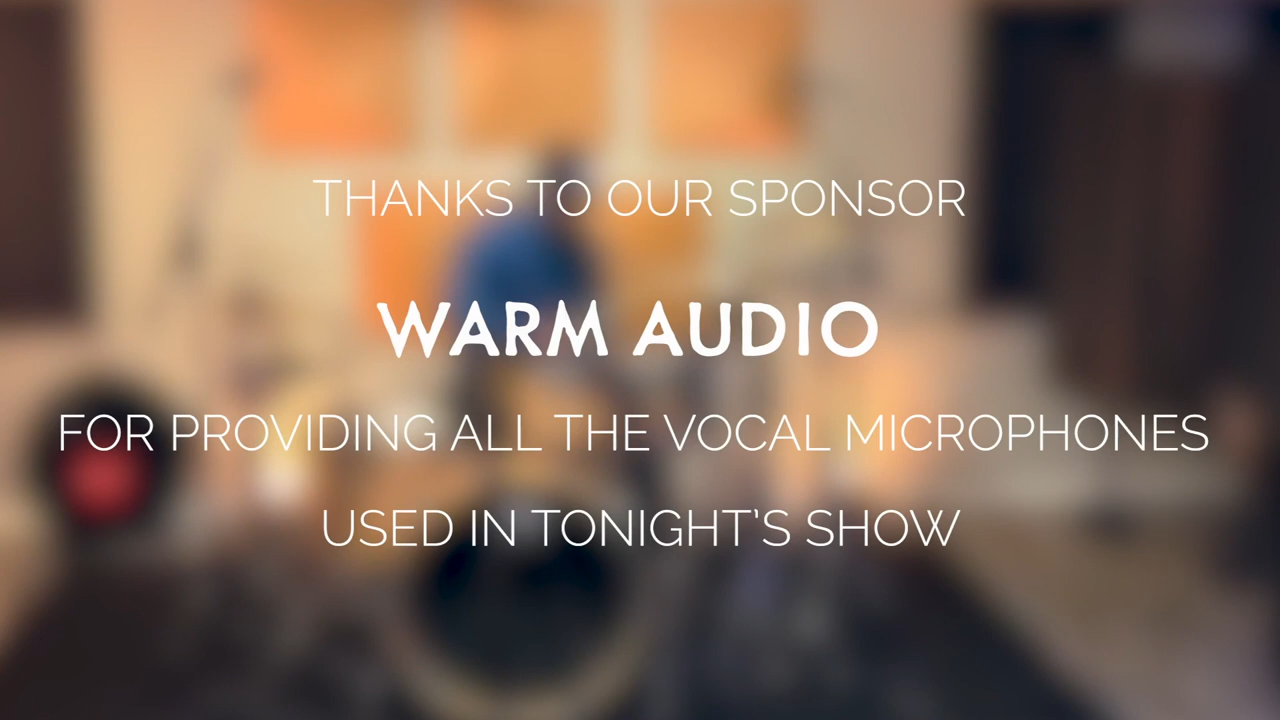 THANKS TO OUR SPONSOR
WARM AUDIO
FOR PROVIDING ALL THE VOCAL MICROPHONES
USED IN TONIGHT'S SHOW